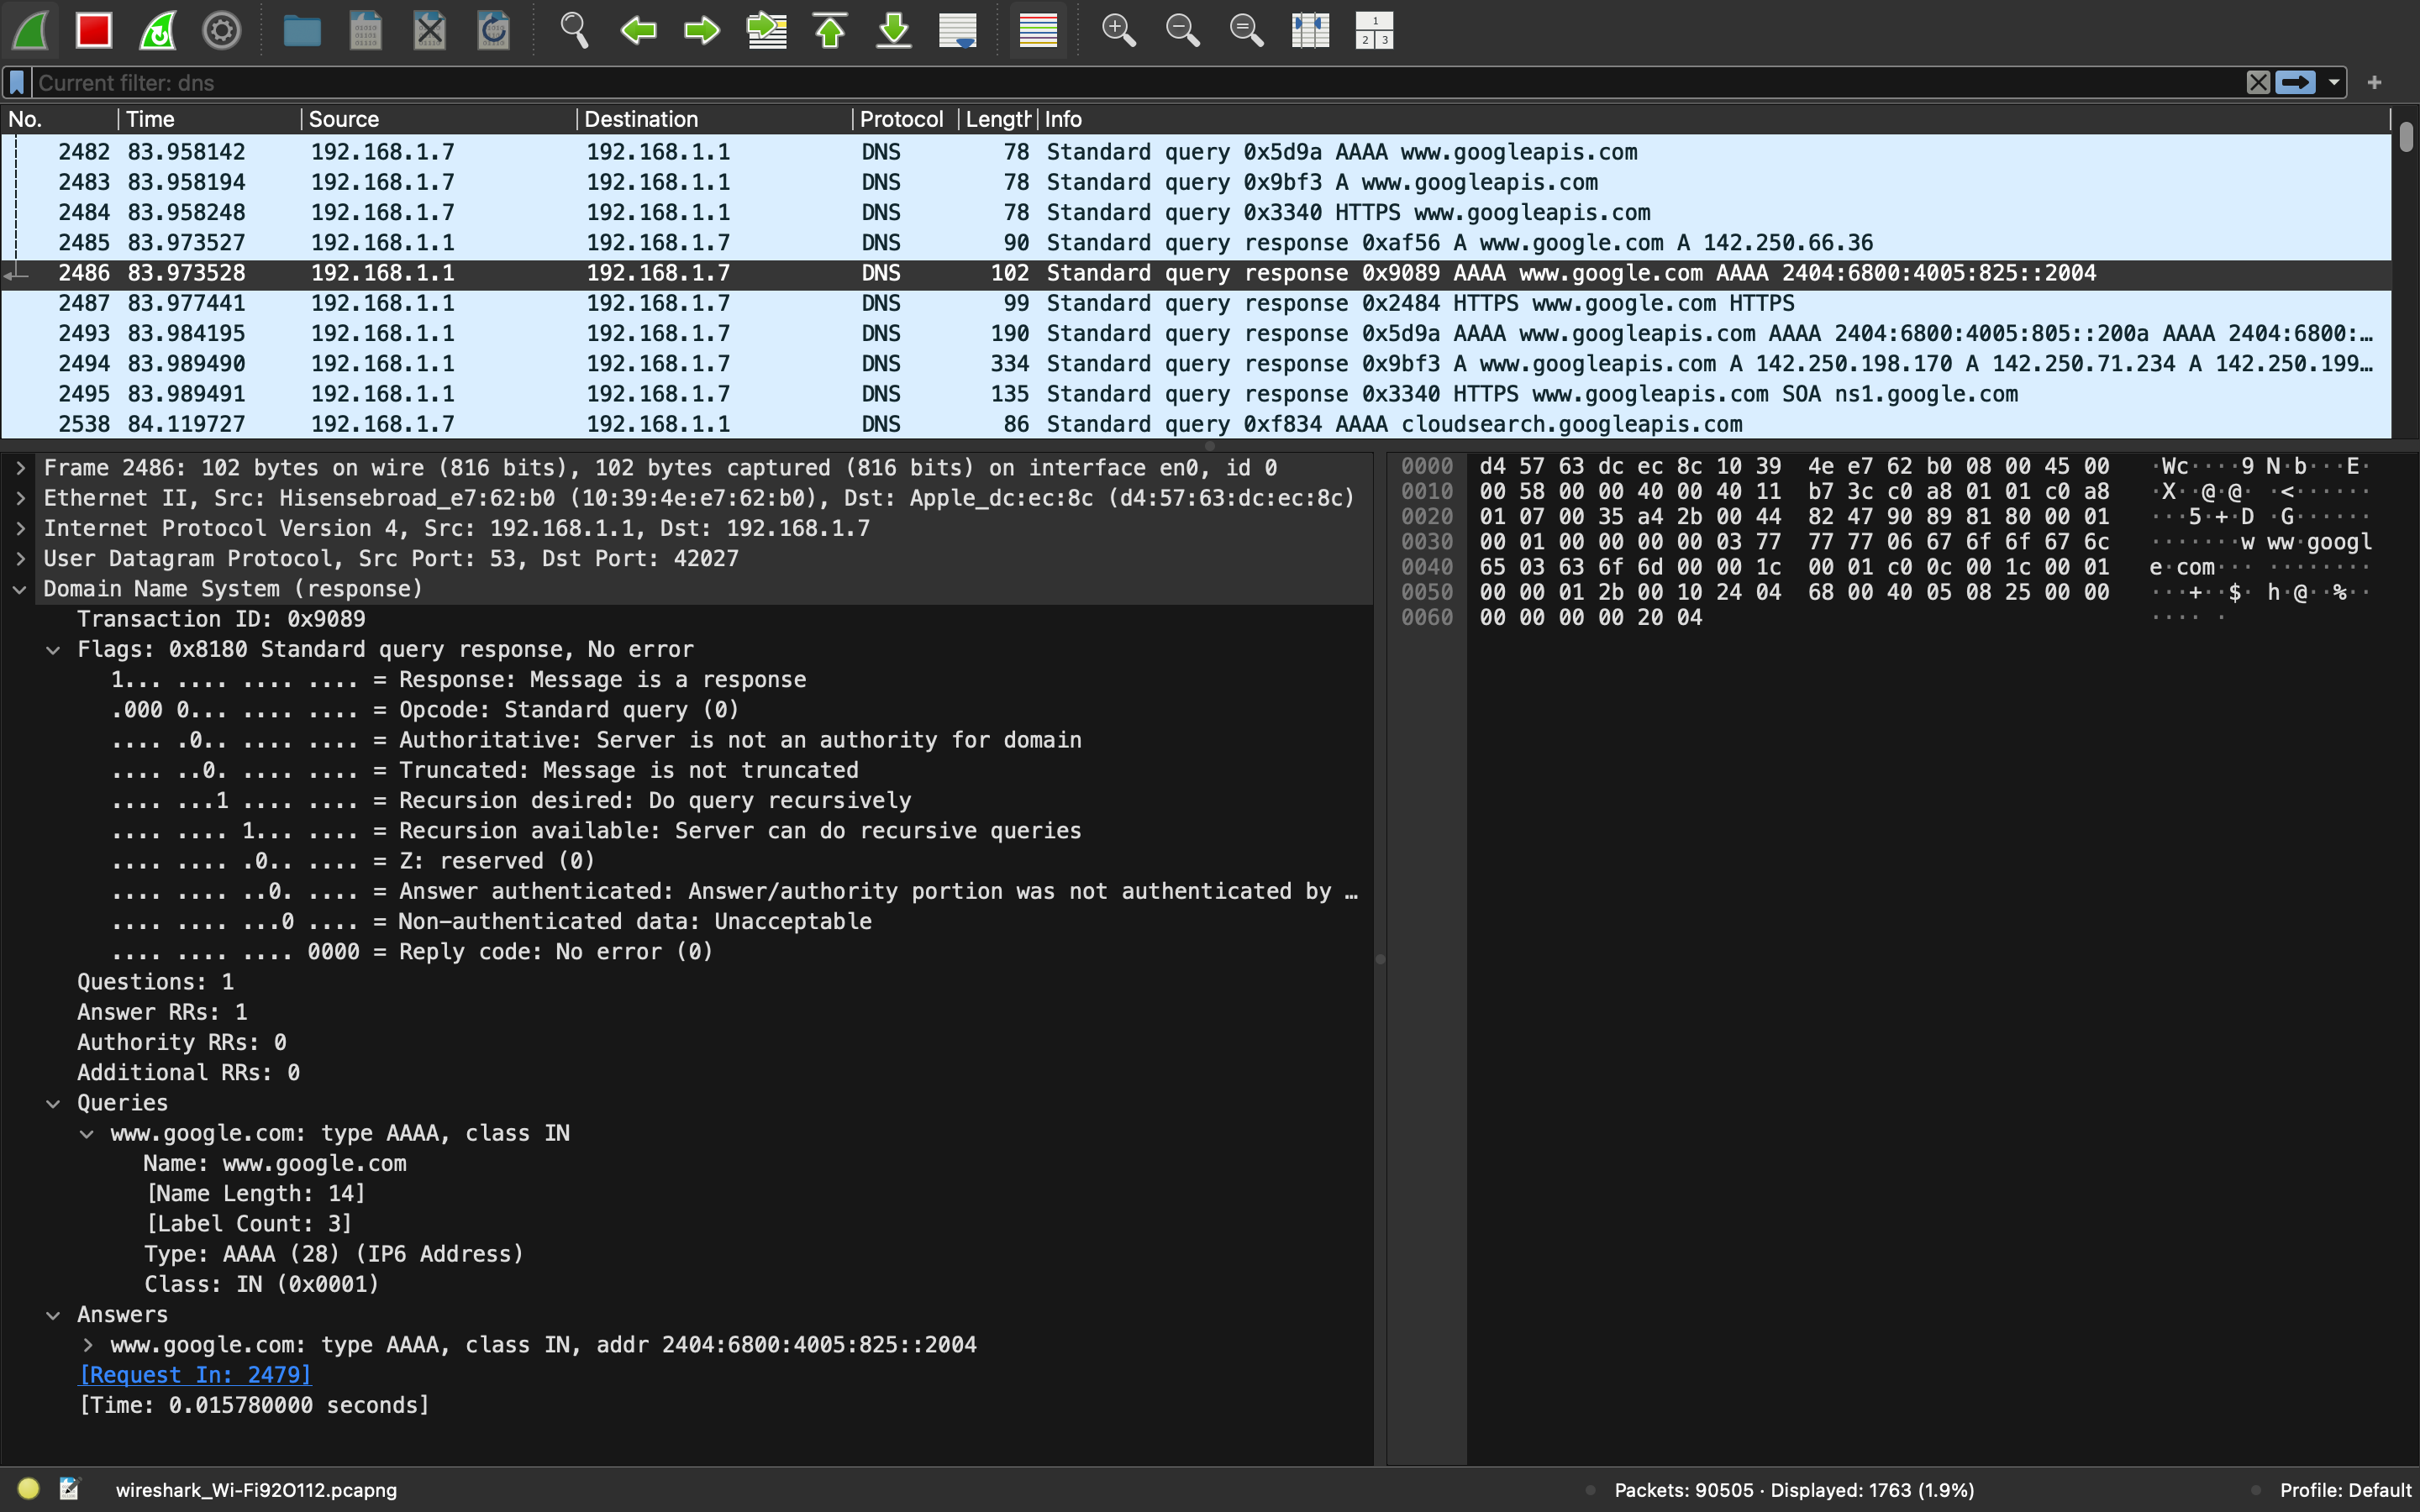 1
2 3
Current filter: dns
No. Time Source Destination Protocol Length Info
2482 83.958142 192.168.1.7 192.168.1.1 DNS 78 Standard query 0x5d9a AAAA www.googleapis.com
2483 83.958194 192.168.1.7 192.168.1.1 DNS 78 Standard query 0x9bf3 A www.googleapis.com
2484 83.958248 192.168.1.7 192.168.1.1 DNS 78 Standard query 0x3340 HTTPS www.googleapis.com
2485 83.973527 192.168.1.1 192.168.1.7 DNS 90 Standard query response 0xaf56 A www.google.com A 142.250.66.36
2486 83.973528 192.168.1.1 192.168.1.7 DNS 102 Standard query response 0x9089 AAAA www.google.com AAAA 2404:6800:4005:825::2004
2487 83.977441 192.168.1.1 192.168.1.7 DNS 99 Standard query response 0x2484 HTTPS www.google.com HTTPS
2493 83.984195 192.168.1.1 192.168.1.7 DNS 190 Standard query response 0x5d9a AAAA www.googleapis.com AAAA 2404:6800:4005:805::200a AAAA 2404:6800:…
2494 83.989490 192.168.1.1 192.168.1.7 DNS 334 Standard query response 0x9bf3 A www.googleapis.com A 142.250.198.170 A 142.250.71.234 A 142.250.199…
2495 83.989491 192.168.1.1 192.168.1.7 DNS 135 Standard query response 0x3340 HTTPS www.googleapis.com SOA ns1.google.com
2538 84.119727 192.168.1.7 192.168.1.1 DNS 86 Standard query 0xf834 AAAA cloudsearch.googleapis.com
Frame 2486: 102 bytes on wire (816 bits), 102 bytes captured (816 bits) on interface en0, id 0
Ethernet II, Src: Hisensebroad_e7:62:b0 (10:39:4e:e7:62:b0), Dst: Apple_dc:ec:8c (d4:57:63:dc:ec:8c)
Internet Protocol Version 4, Src: 192.168.1.1, Dst: 192.168.1.7
User Datagram Protocol, Src Port: 53, Dst Port: 42027
Domain Name System (response)
Transaction ID: 0x9089
Flags: 0x8180 Standard query response, No error
1... .... .... .... = Response: Message is a response
.000 0... .... .... = Opcode: Standard query (0)
.... .0.. .... .... = Authoritative: Server is not an authority for domain
.... ..0. .... .... = Truncated: Message is not truncated
.... ...1 .... .... = Recursion desired: Do query recursively
.... .... 1... .... = Recursion available: Server can do recursive queries
.... .... .0.. .... = Z: reserved (0)
.... .... ..0. .... = Answer authenticated: Answer/authority portion was not authenticated by …
.... .... ...0 .... = Non-authenticated data: Unacceptable
.... .... .... 0000 = Reply code: No error (0)
Questions: 1
Answer RRs: 1
Authority RRs: 0
Additional RRs: 0
Queries
www.google.com: type AAAA, class IN
Name: www.google.com
[Name Length: 14]
[Label Count: 3]
Type: AAAA (28) (IP6 Address)
Class: IN (0x0001)
Answers
www.google.com: type AAAA, class IN, addr 2404:6800:4005:825::2004
[Request In: 2479]
[Time: 0.015780000 seconds]
0000 d4 57 63 dc ec 8c 10 39 4e e7 62 b0 08 00 45 00 ·Wc····9 N·b···E·
0010 00 58 00 00 40 00 40 11 b7 3c c0 a8 01 01 c0 a8 ·X··@·@· ·<······
0020 01 07 00 35 a4 2b 00 44 82 47 90 89 81 80 00 01 ···5·+·D ·G······
0030 00 01 00 00 00 00 03 77 77 77 06 67 6f 6f 67 6c ·······w ww·googl
0040 65 03 63 6f 6d 00 00 1c 00 01 c0 0c 00 1c 00 01 e·com··· ········
0050 00 00 01 2b 00 10 24 04 68 00 40 05 08 25 00 00 ···+··$· h·@··%··
0060 00 00 00 00 20 04 ···· ·
wireshark_Wi-Fi92O112.pcapng
Packets: 90505 · Displayed: 1763 (1.9%)
Profile: Default